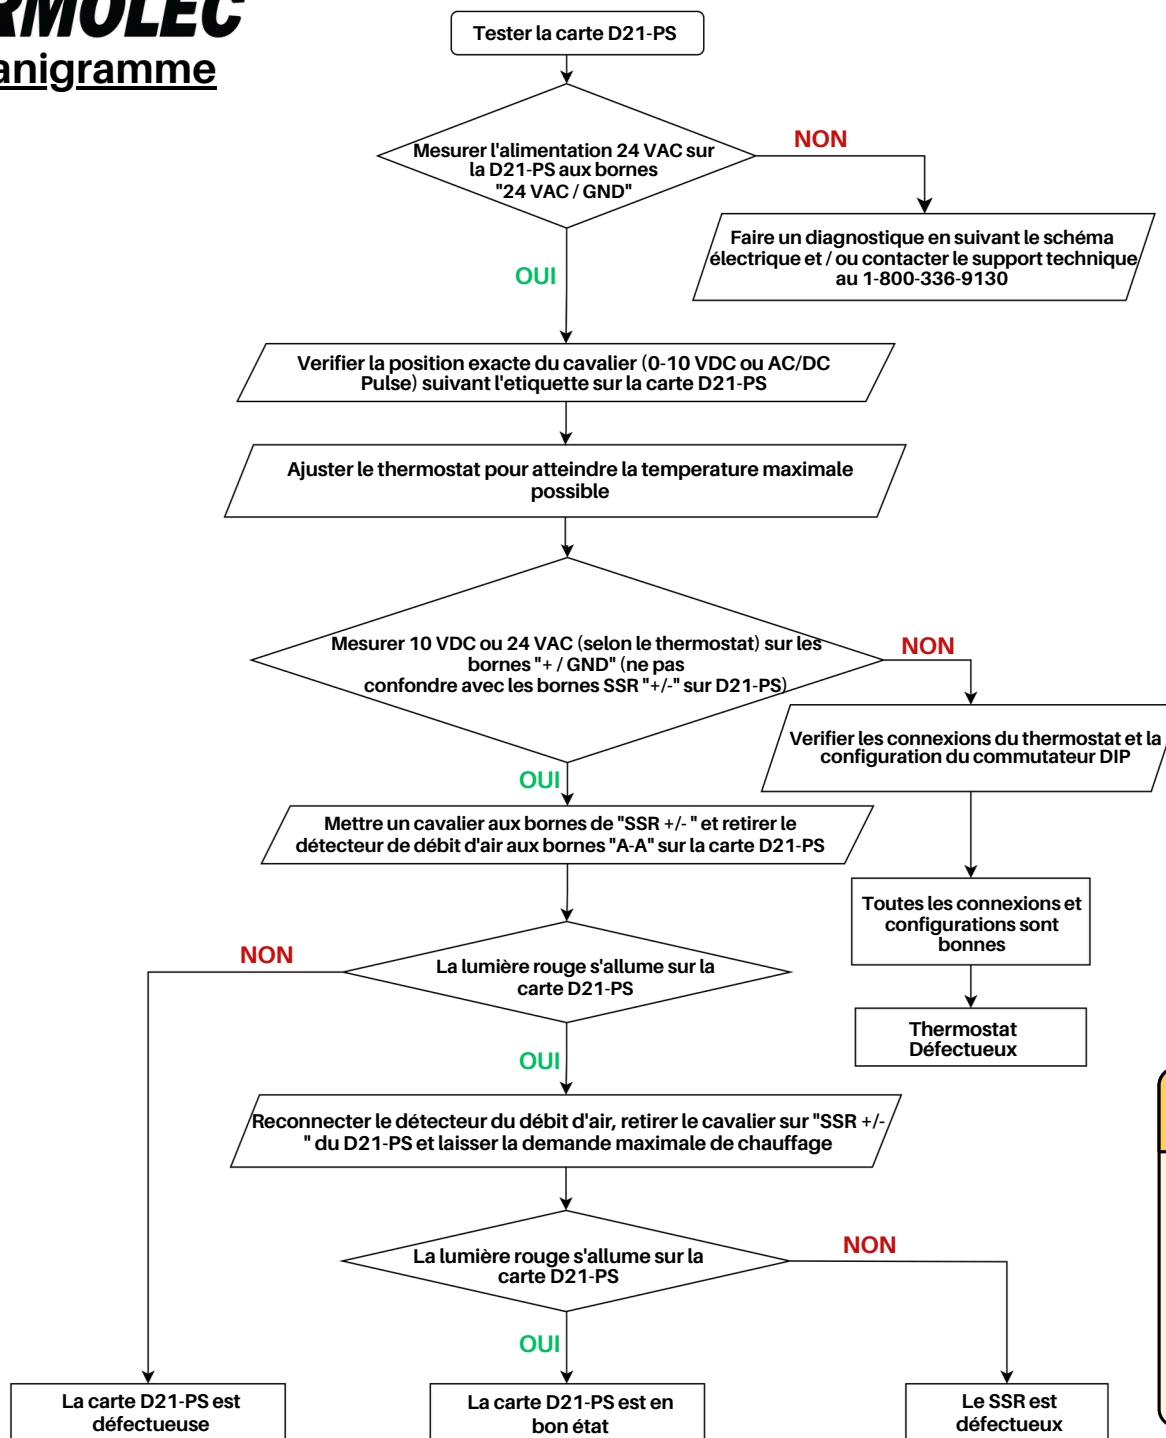 RMOLEC
anigramme
Tester la carte D21-PS
Mesurer l'alimentation 24 VAC sur
la D21-PS aux bornes
"24 VAC / GND"
NON
Faire un diagnostique en suivant le schéma
électrique et / ou contacter le support technique
au 1-800-336-9130
OUI
Verifier la position exacte du cavalier (0-10 VDC ou AC/DC
Pulse) suivant l'etiquette sur la carte D21-PS
Ajuster le thermostat pour atteindre la temperature maximale
possible
Mesurer 10 VDC ou 24 VAC (selon le thermostat) sur les
bornes "+ / GND" (ne pas
confondre avec les bornes SSR "+/-" sur D21-PS)
NON
Verifier les connexions du thermostat et la
configuration du commutateur DIP
OUI
Mettre un cavalier aux bornes de "SSR +/- " et retirer le
détecteur de débit d'air aux bornes "A-A" sur la carte D21-PS
Toutes les connexions et
configurations sont
bonnes
NON
La lumière rouge s'allume sur la
carte D21-PS
Thermostat
Défectueux
OUI
Reconnecter le détecteur du débit d'air, retirer le cavalier sur "SSR +/-
" du D21-PS et laisser la demande maximale de chauffage
La lumière rouge s'allume sur la
carte D21-PS
NON
OUI
La carte D21-PS est
défectueuse
La carte D21-PS est en
bon état
Le SSR est
défectueux